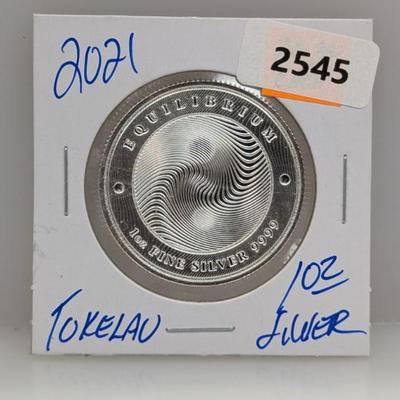 2021
2545
EQUILIBRIUM
1oz FINE SILVER 9999
TOKELAU
1oz
SILVER